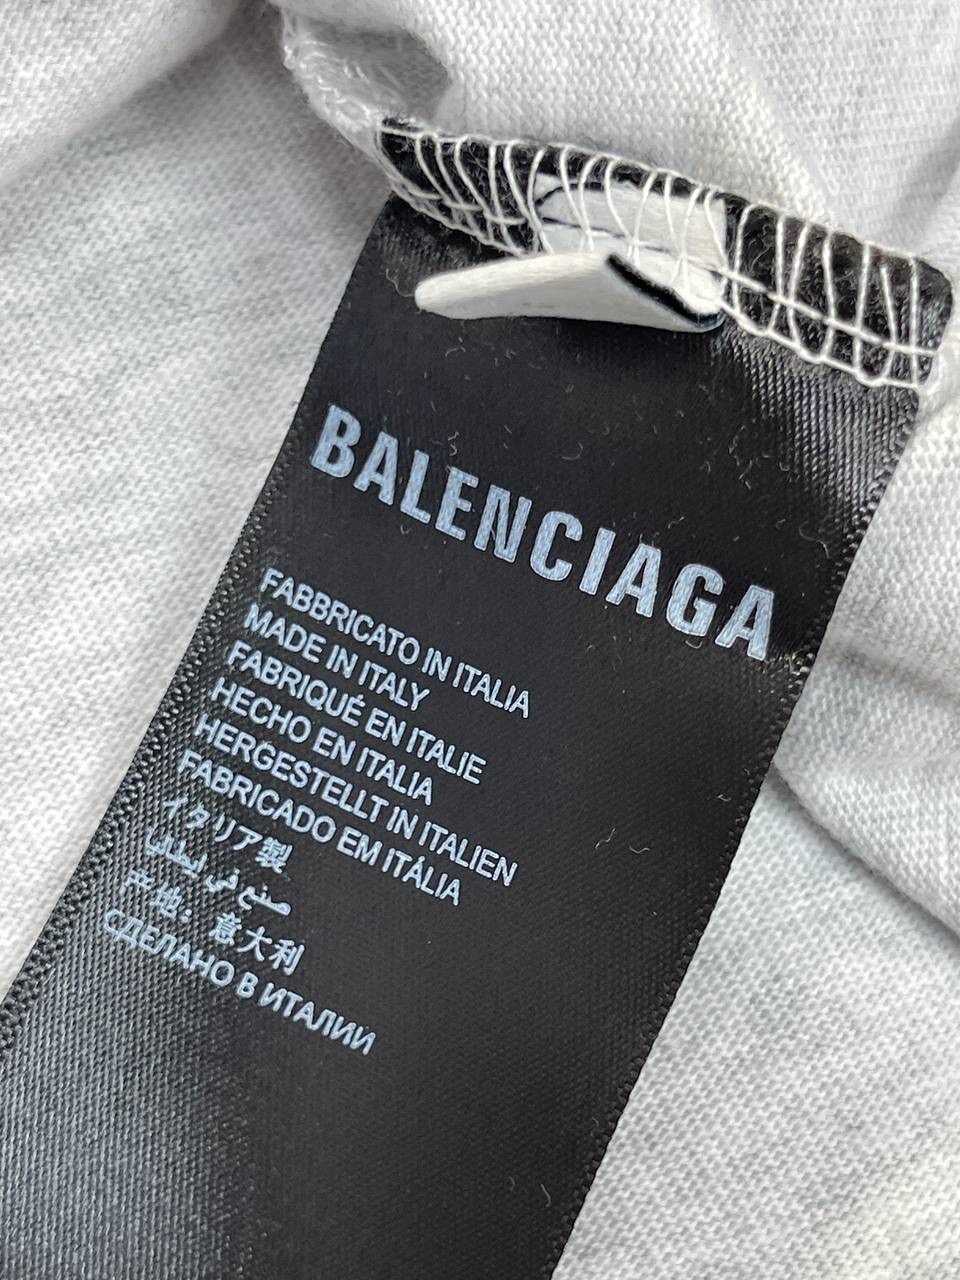 BALENCIAGA
FABBRICATO IN ITALIA
MADE IN ITALY
FABRIQUÉ EN ITALIE
HECHO EN ITALIA
HERGESTELLT IN ITALIEN
FABRICADO EM ITÁLIA
イタリア製
صنع في إيطاليا
产地：意大利
СДЕЛАНО В ИТАЛИИ